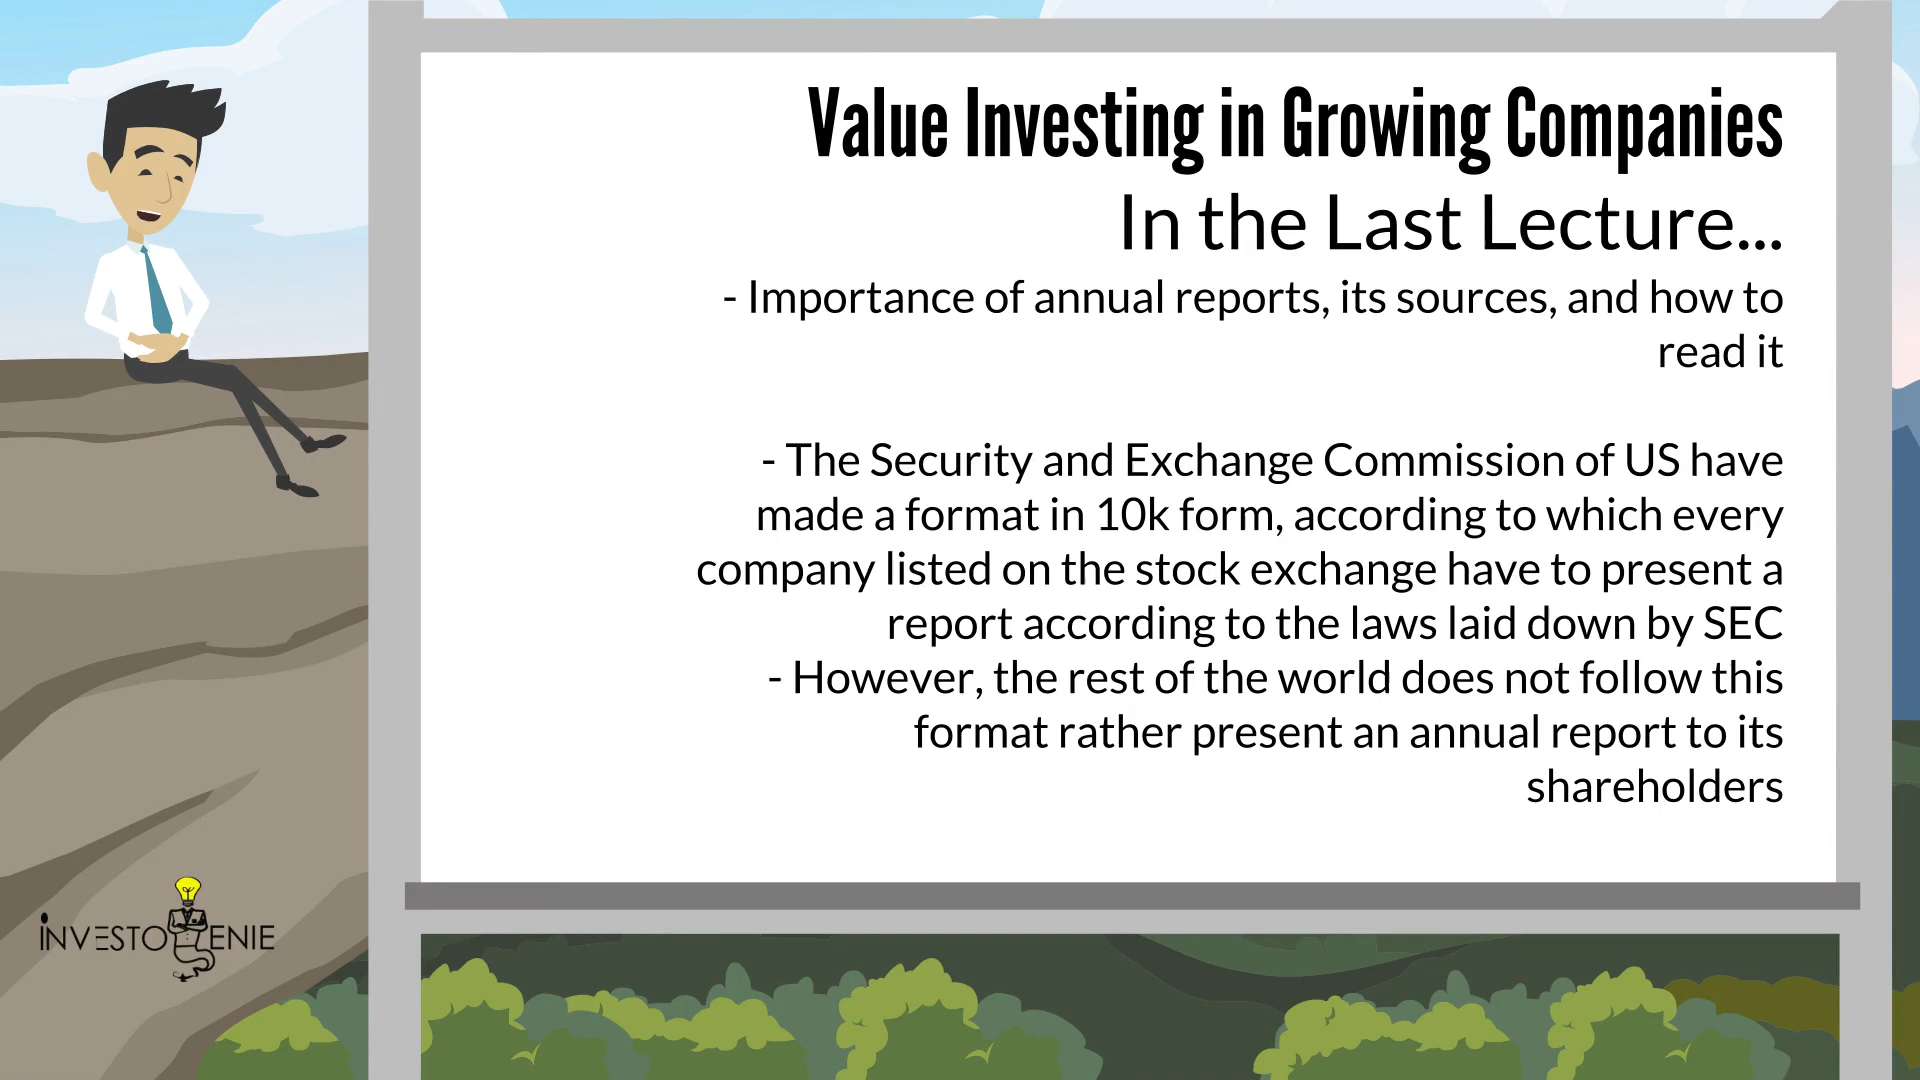 Value Investing in Growing Companies
In the Last Lecture...
- Importance of annual reports, its sources, and how to
read it
- The Security and Exchange Commission of US have
made a format in 10k form, according to which every
company listed on the stock exchange have to present a
report according to the laws laid down by SEC
- However, the rest of the world does not follow this
format rather present an annual report to its
shareholders
INVESTOGENIE